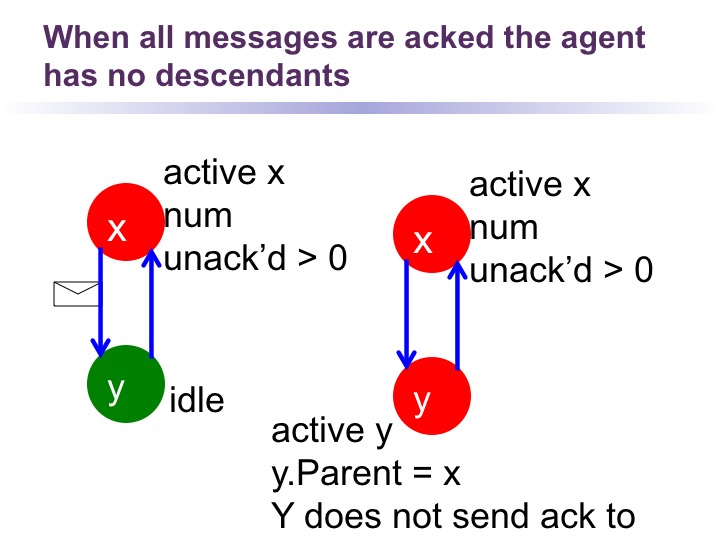 When all messages are acked the agent
has no descendants
active x
num
unack’d > 0
x
y
idle
active x
num
unack’d > 0
x
y
active y
y.Parent = x
Y does not send ack to